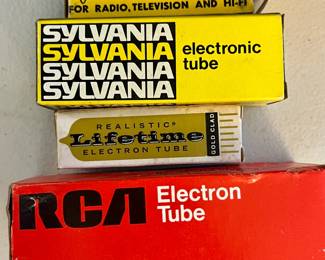 FOR RADIO, TELEVISION AND HI-FI
SYLVANIA
SYLVANIA
SYLVANIA
SYLVANIA
electronic
tube
REALISTIC®
Lifetime
ELECTRON TUBE
GOLD CLAD
RCA
Electron
Tube